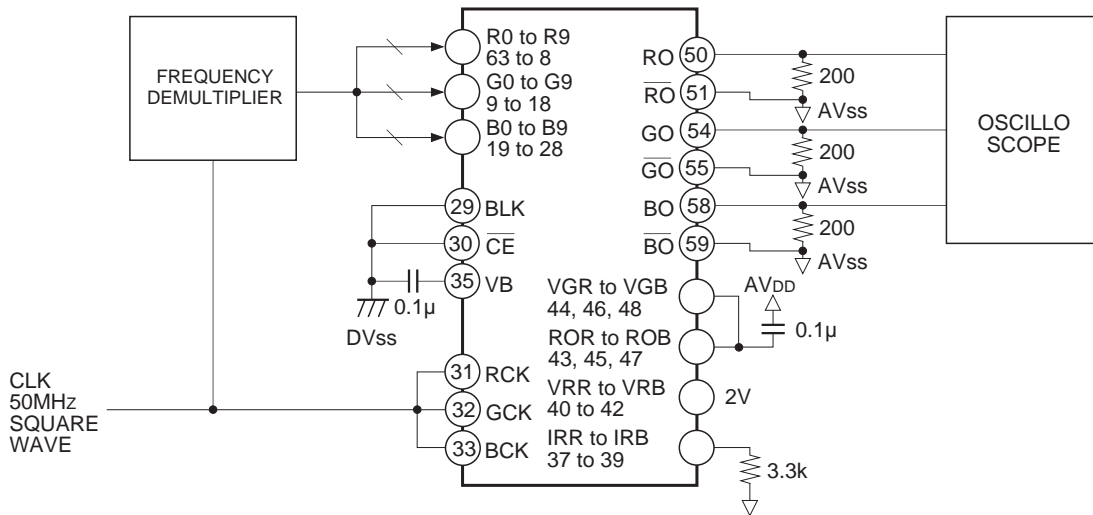 FREQUENCY
DEMULTIPLIER
R0 to R9
63 to 8
G0 to G9
9 to 18
B0 to B9
19 to 28
29 BLK
30 CE
35 VB
0.1µ
DVss
CLK
50MHz
SQUARE
WAVE
31 RCK
32 GCK
33 BCK
RO 50
RO 51
GO 54
GO 55
BO 58
BO 59
200
AVss
200
AVss
200
AVss
OSCILLO
SCOPE
VGR to VGB
44, 46, 48
AVDD
0.1µ
ROR to ROB
43, 45, 47
VRR to VRB
40 to 42
2V
IRR to IRB
37 to 39
3.3k